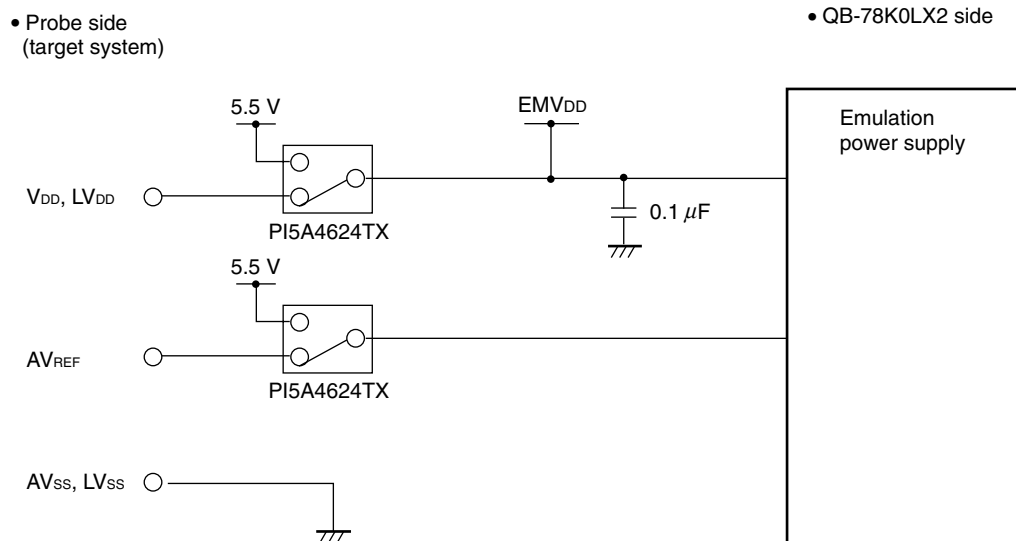 • Probe side
(target system)
• QB-78K0LX2 side
5.5 V
EMVDD
Emulation
power supply
VDD, LVDD
0.1 μF
PI5A4624TX
5.5 V
AVREF
PI5A4624TX
AVSS, LVSS